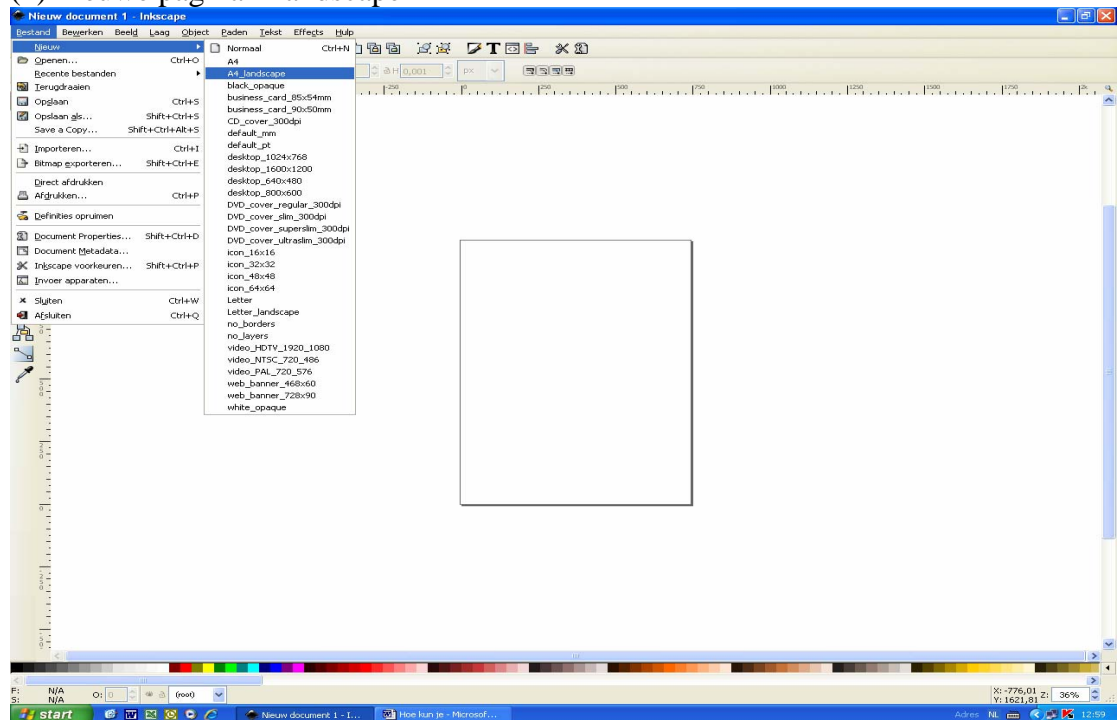 Nieuw document 1 - Inkscape
Bestand Bewerken Beeld Laag Object Paden Tekst Effects Hulp
Nieuw
Openen... Ctrl+O
Recente bestanden
Terugdraaien
Opslaan Ctrl+S
Opslaan als... Shift+Ctrl+S
Save a Copy... Shift+Ctrl+Alt+S
Importeren... Ctrl+I
Bitmap exporteren... Shift+Ctrl+E
Direct afdrukken
Afdrukken... Ctrl+P
Definities opruimen
Document Properties... Shift+Ctrl+D
Document Metadata...
Inkscape voorkeuren... Shift+Ctrl+P
Invoer apparaten...
Sluiten Ctrl+W
Afsluiten Ctrl+Q
Normaal Ctrl+N
A4
A4_landscape
black_opaque
business_card_85x54mm
business_card_90x50mm
CD_cover_300dpi
default_mm
default_pt
desktop_1024x768
desktop_1600x1200
desktop_640x480
desktop_800x600
DVD_cover_regular_300dpi
DVD_cover_slim_300dpi
DVD_cover_superslim_300dpi
DVD_cover_ultraslim_300dpi
icon_16x16
icon_32x32
icon_48x48
icon_64x64
Letter
Letter_landscape
no_borders
no_layers
video_HDTV_1920_1080
video_NTSC_720_486
video_PAL_720_576
web_banner_468x60
web_banner_728x90
white_opaque
H 0,001 px
-250 0 250 500 750 1000 1250 1500 1750
F: N/A
S: N/A
O: 0 (root)
X: -776,01
Y: 1621,81
Z: 36%
start Nieuw document 1 - I... Hoe kun je - Microsof... Adres NL 12:59